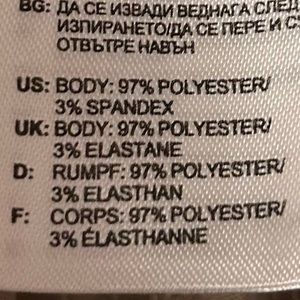 BG: ДА СЕ ИЗВАДИ ВЕДНАГА СЛЕД
ИЗПИРАНЕТО/ДА СЕ ПЕРЕ И С
ОТВЪТРЕ НАВЪН
US: BODY: 97% POLYESTER/
3% SPANDEX
UK: BODY: 97% POLYESTER/
3% ELASTANE
D: RUMPF: 97% POLYESTER/
3% ELASTHAN
F: CORPS: 97% POLYESTER/
3% ÉLASTHANNE